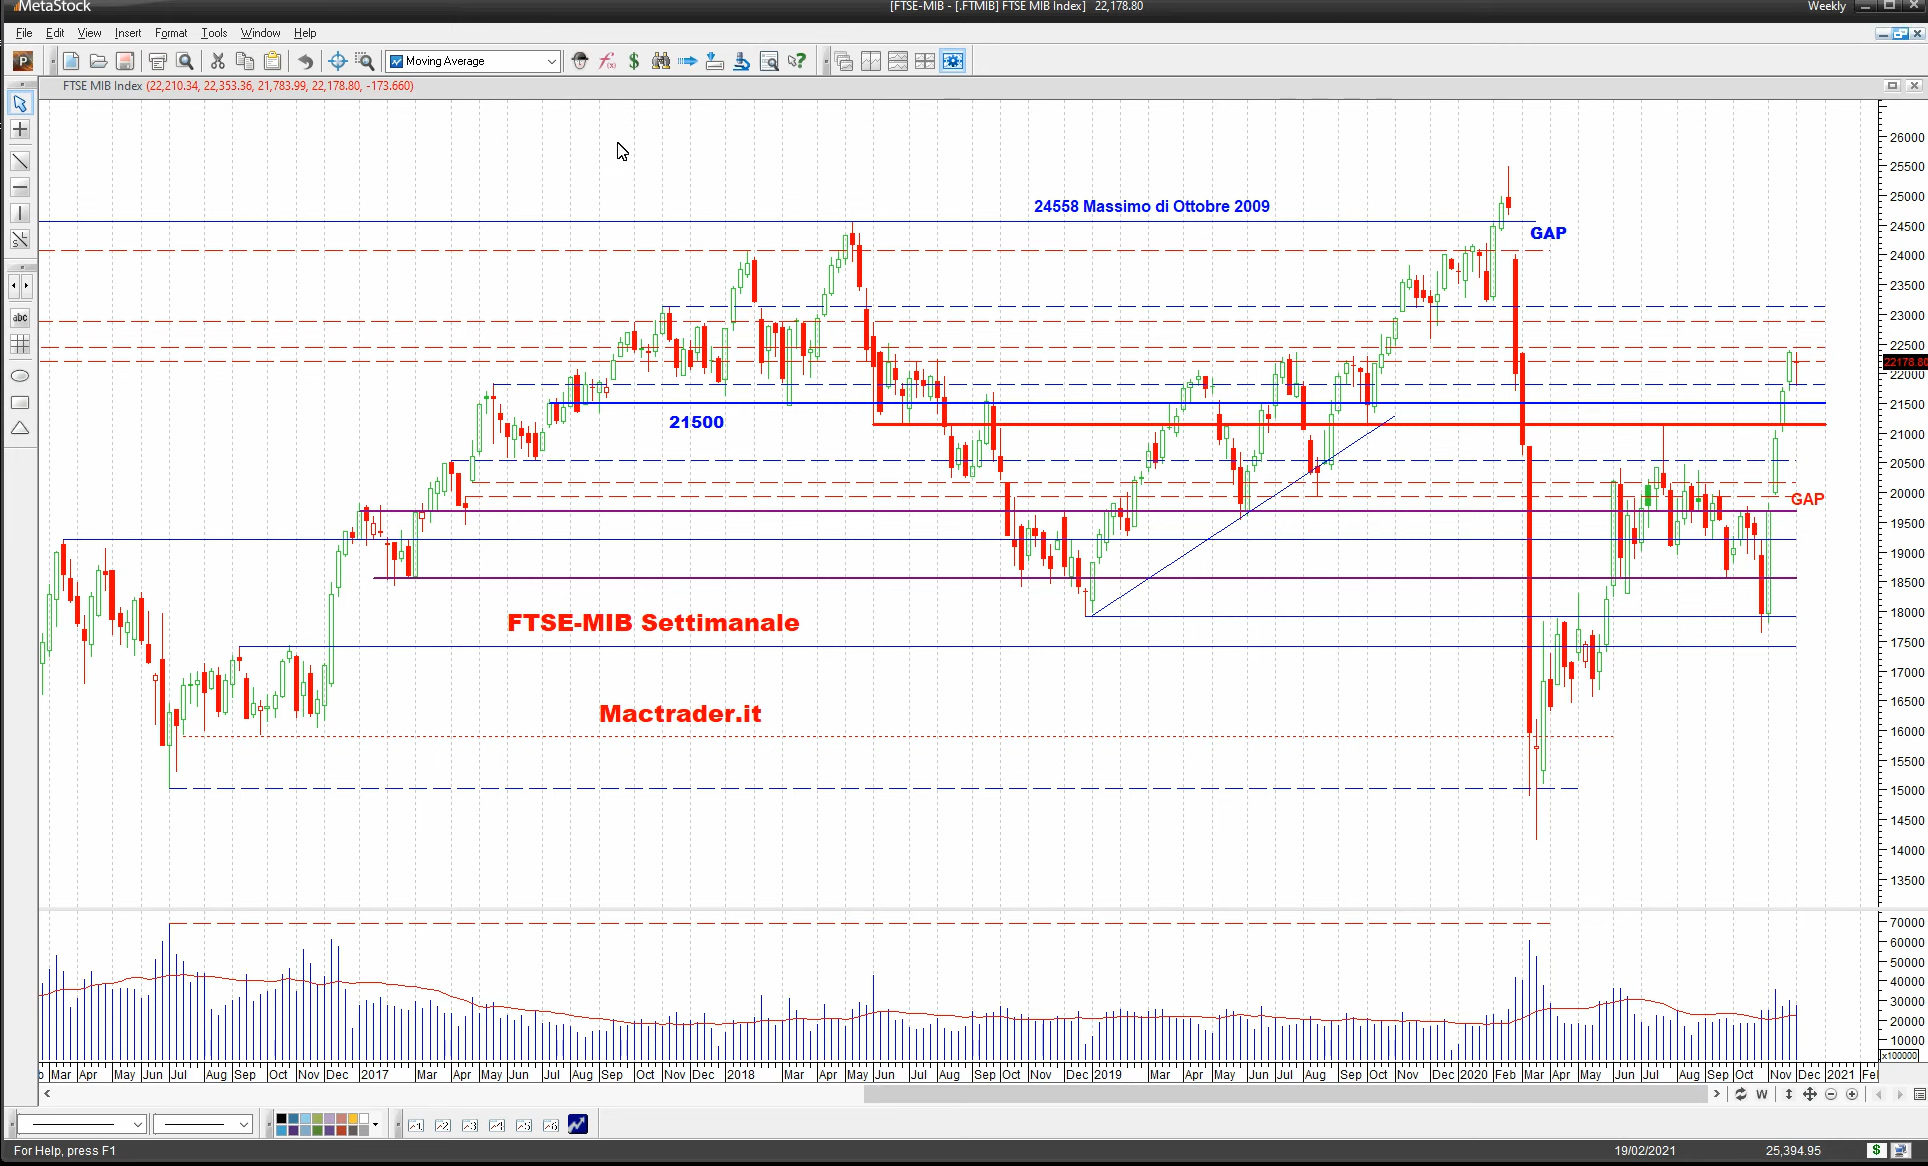 MetaStock
[FTSE-MIB - [.FTMIB] FTSE MIB Index] 22,178.80
Weekly
File Edit View Insert Format Tools Window Help
P
Moving Average
FTSE MIB Index (22,210.34, 22,353.36, 21,783.99, 22,178.80, -173.660)
abc
24558 Massimo di Ottobre 2009
GAP
21500
GAP
FTSE-MIB Settimanale
Mactrader.it
26000
25500
25000
24500
24000
23500
23000
22500
22178.80
22000
21500
21000
20500
20000
19500
19000
18500
18000
17500
17000
16500
16000
15500
15000
14500
14000
13500
70000
60000
50000
40000
30000
20000
10000
x100000
b Mar Apr May Jun Jul Aug Sep Oct Nov Dec 2017 Mar Apr May Jun Jul Aug Sep Oct Nov Dec 2018 Mar Apr May Jun Jul Aug Sep Oct Nov Dec 2019 Mar Apr May Jun Jul Aug Sep Oct Nov Dec 2020 Feb Mar Apr May Jun Jul Aug Sep Oct Nov Dec 2021 Fel
W
For Help, press F1
19/02/2021
25,394.95